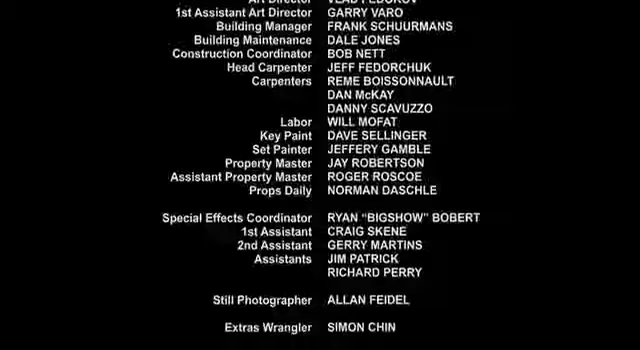 Art Director VLAD FEDOROV
1st Assistant Art Director GARRY VARO
Building Manager FRANK SCHUURMANS
Building Maintenance DALE JONES
Construction Coordinator BOB NETT
Head Carpenter JEFF FEDORCHUK
Carpenters REME BOISSONNAULT
DAN McKAY
DANNY SCAVUZZO
Labor WILL MOFAT
Key Paint DAVE SELLINGER
Set Painter JEFFERY GAMBLE
Property Master JAY ROBERTSON
Assistant Property Master ROGER ROSCOE
Props Daily NORMAN DASCHLE
Special Effects Coordinator RYAN "BIGSHOW" BOBERT
1st Assistant CRAIG SKENE
2nd Assistant GERRY MARTINS
Assistants JIM PATRICK
RICHARD PERRY
Still Photographer ALLAN FEIDEL
Extras Wrangler SIMON CHIN